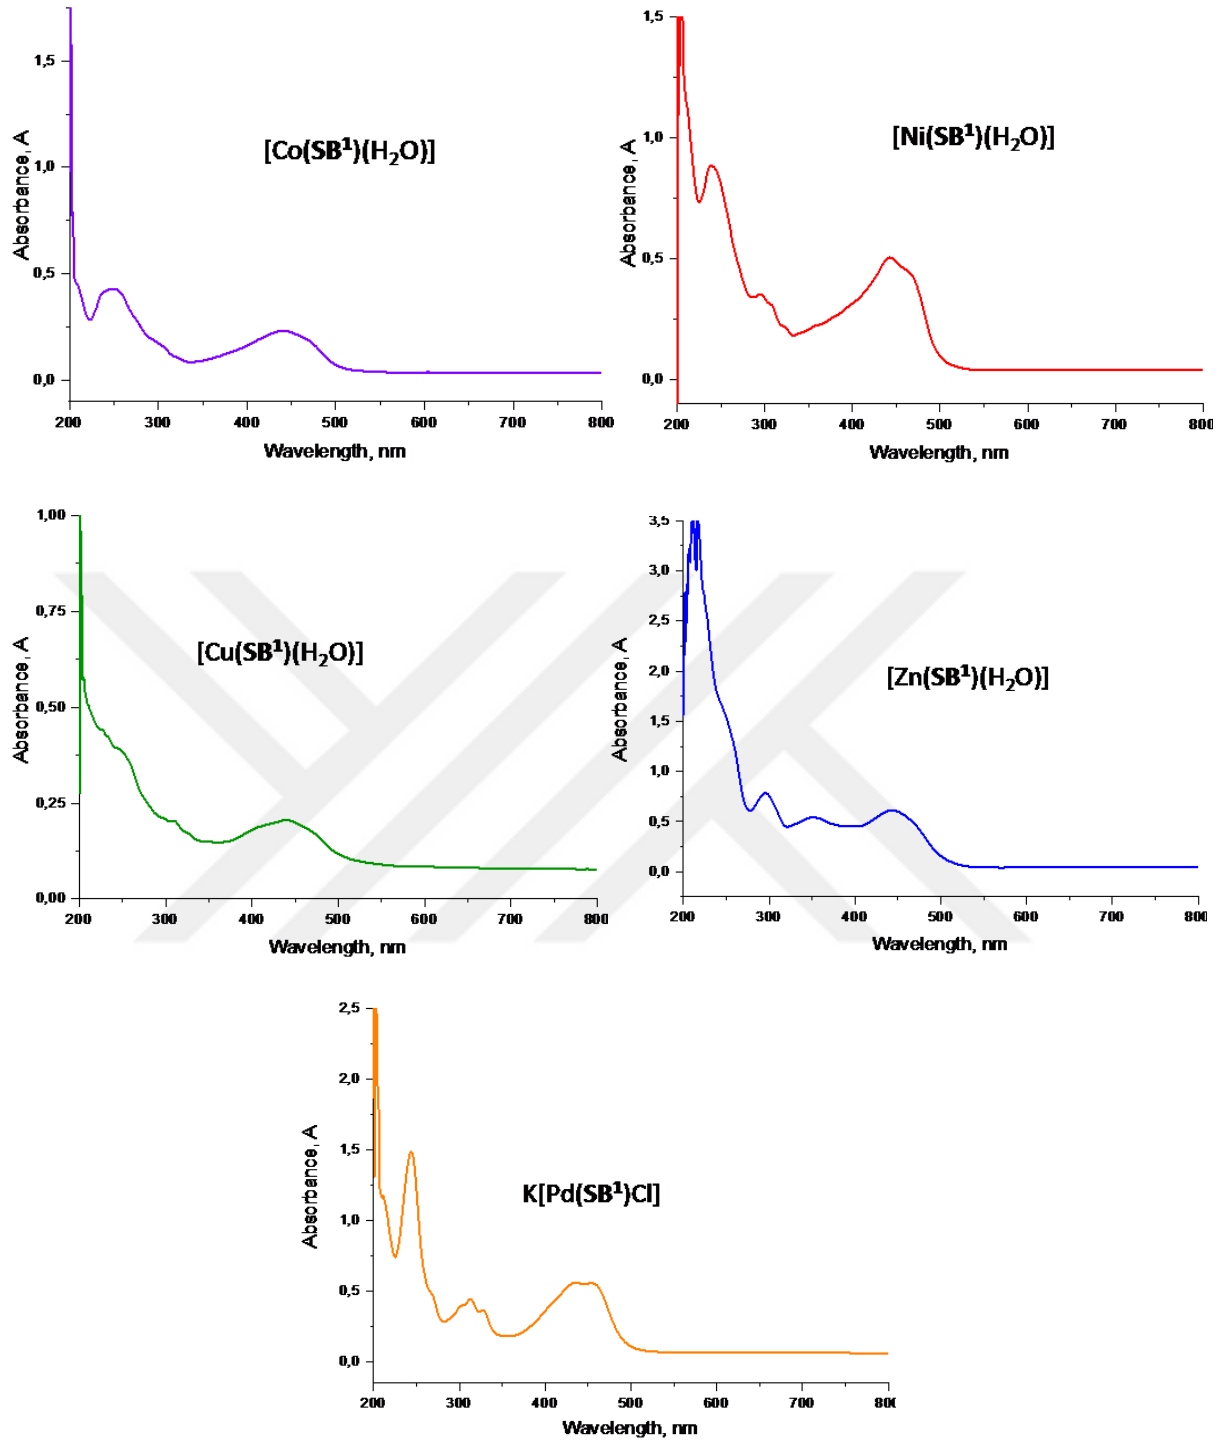 1,5
1,0
0,5
0,0
Absorbance, A
[Co(SB¹)(H₂O)]
200 300 400 500 600 700 800
Wavelength, nm
1,5
1,0
0,5
0,0
Absorbance, A
[Ni(SB¹)(H₂O)]
200 300 400 500 600 700 800
Wavelength, nm
1,00
0,75
0,50
0,25
0,00
Absorbance, A
[Cu(SB¹)(H₂O)]
200 300 400 500 600 700 800
Wavelength, nm
3,5
3,0
2,5
2,0
1,5
1,0
0,5
0,0
Absorbance, A
[Zn(SB¹)(H₂O)]
200 300 400 500 600 700 800
Wavelength, nm
2,5
2,0
1,5
1,0
0,5
0,0
Absorbance, A
K[Pd(SB¹)Cl]
200 300 400 500 600 700 800
Wavelength, nm